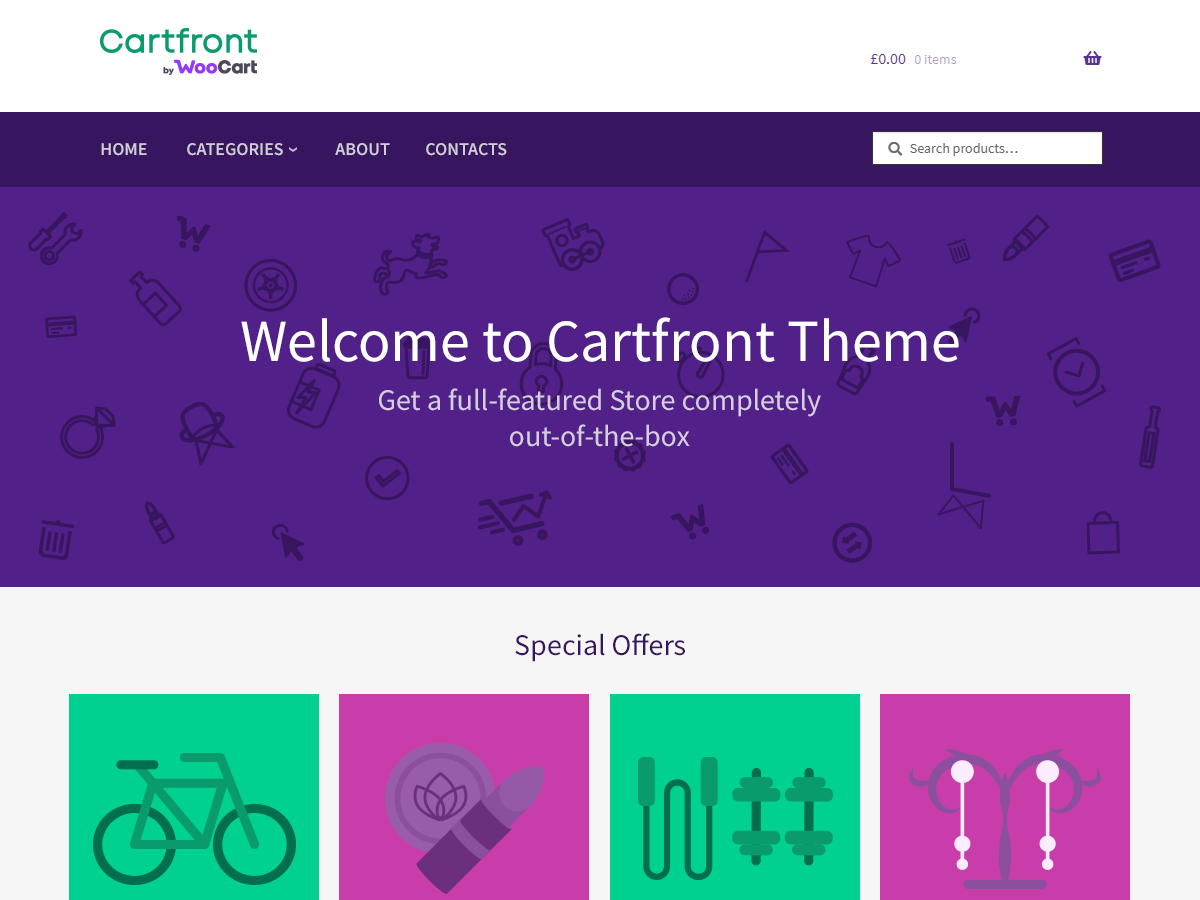 Cartfront
by WooCart
£0.00 0 items
HOME CATEGORIES ABOUT CONTACTS
Search products…
Welcome to Cartfront Theme
Get a full-featured Store completely
out-of-the-box
Special Offers